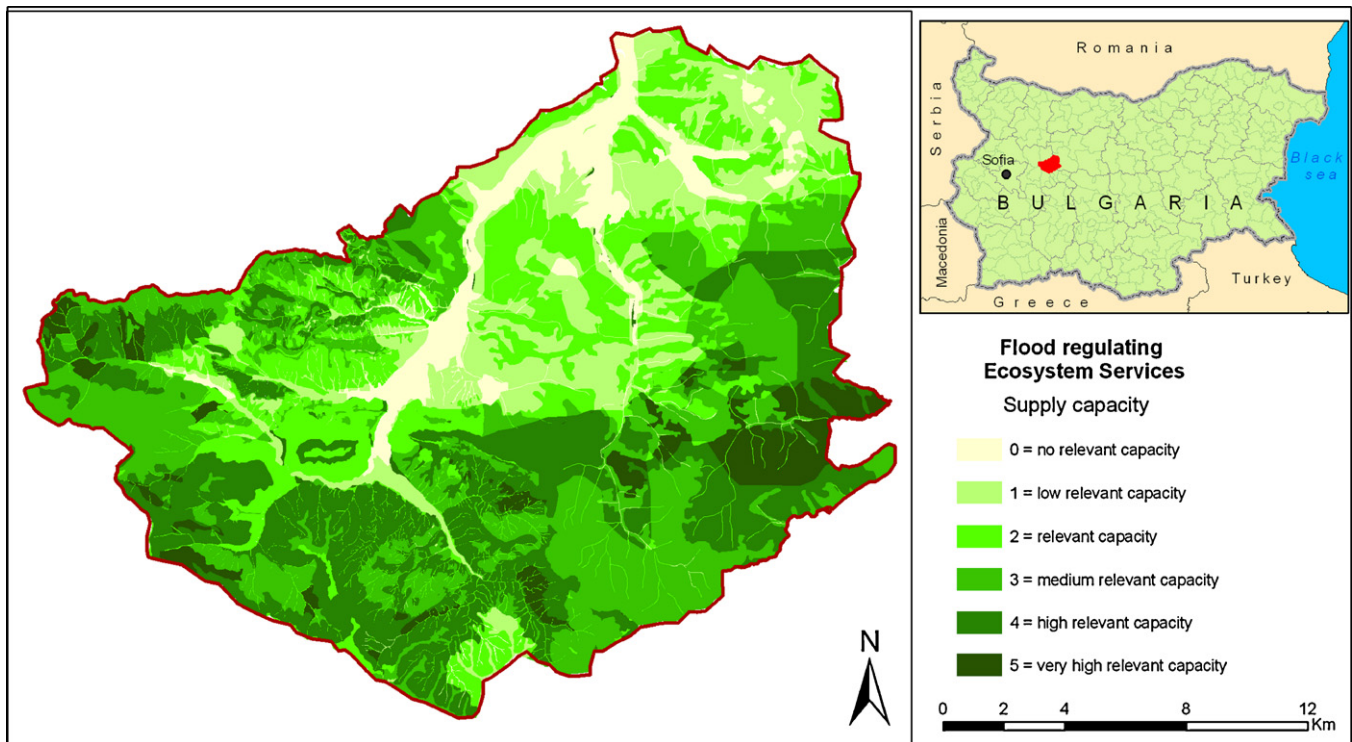 Romania
Serbia
Sofia
Black
sea
BULGARIA
Macedonia
Turkey
Greece
Flood regulating
Ecosystem Services
Supply capacity
0 = no relevant capacity
1 = low relevant capacity
2 = relevant capacity
3 = medium relevant capacity
4 = high relevant capacity
5 = very high relevant capacity
N
0 2 4 8 12
Km